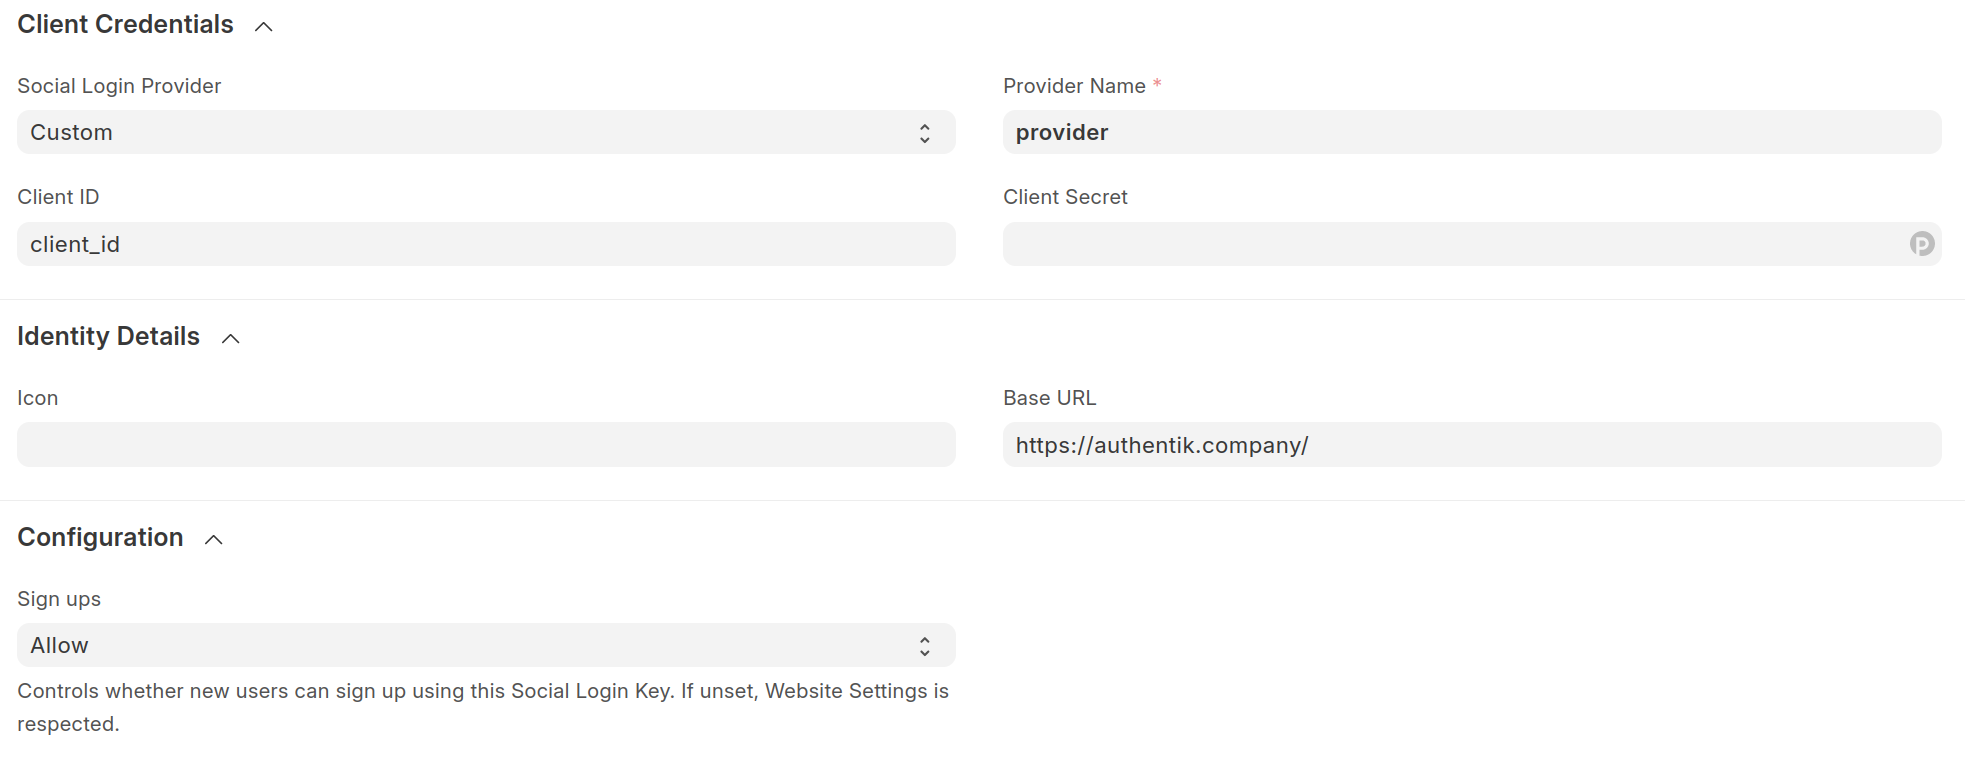 Client Credentials
Social Login Provider
Provider Name *
Custom
provider
Client ID
Client Secret
client_id
Identity Details
Icon
Base URL
https://authentik.company/
Configuration
Sign ups
Allow
Controls whether new users can sign up using this Social Login Key. If unset, Website Settings is
respected.